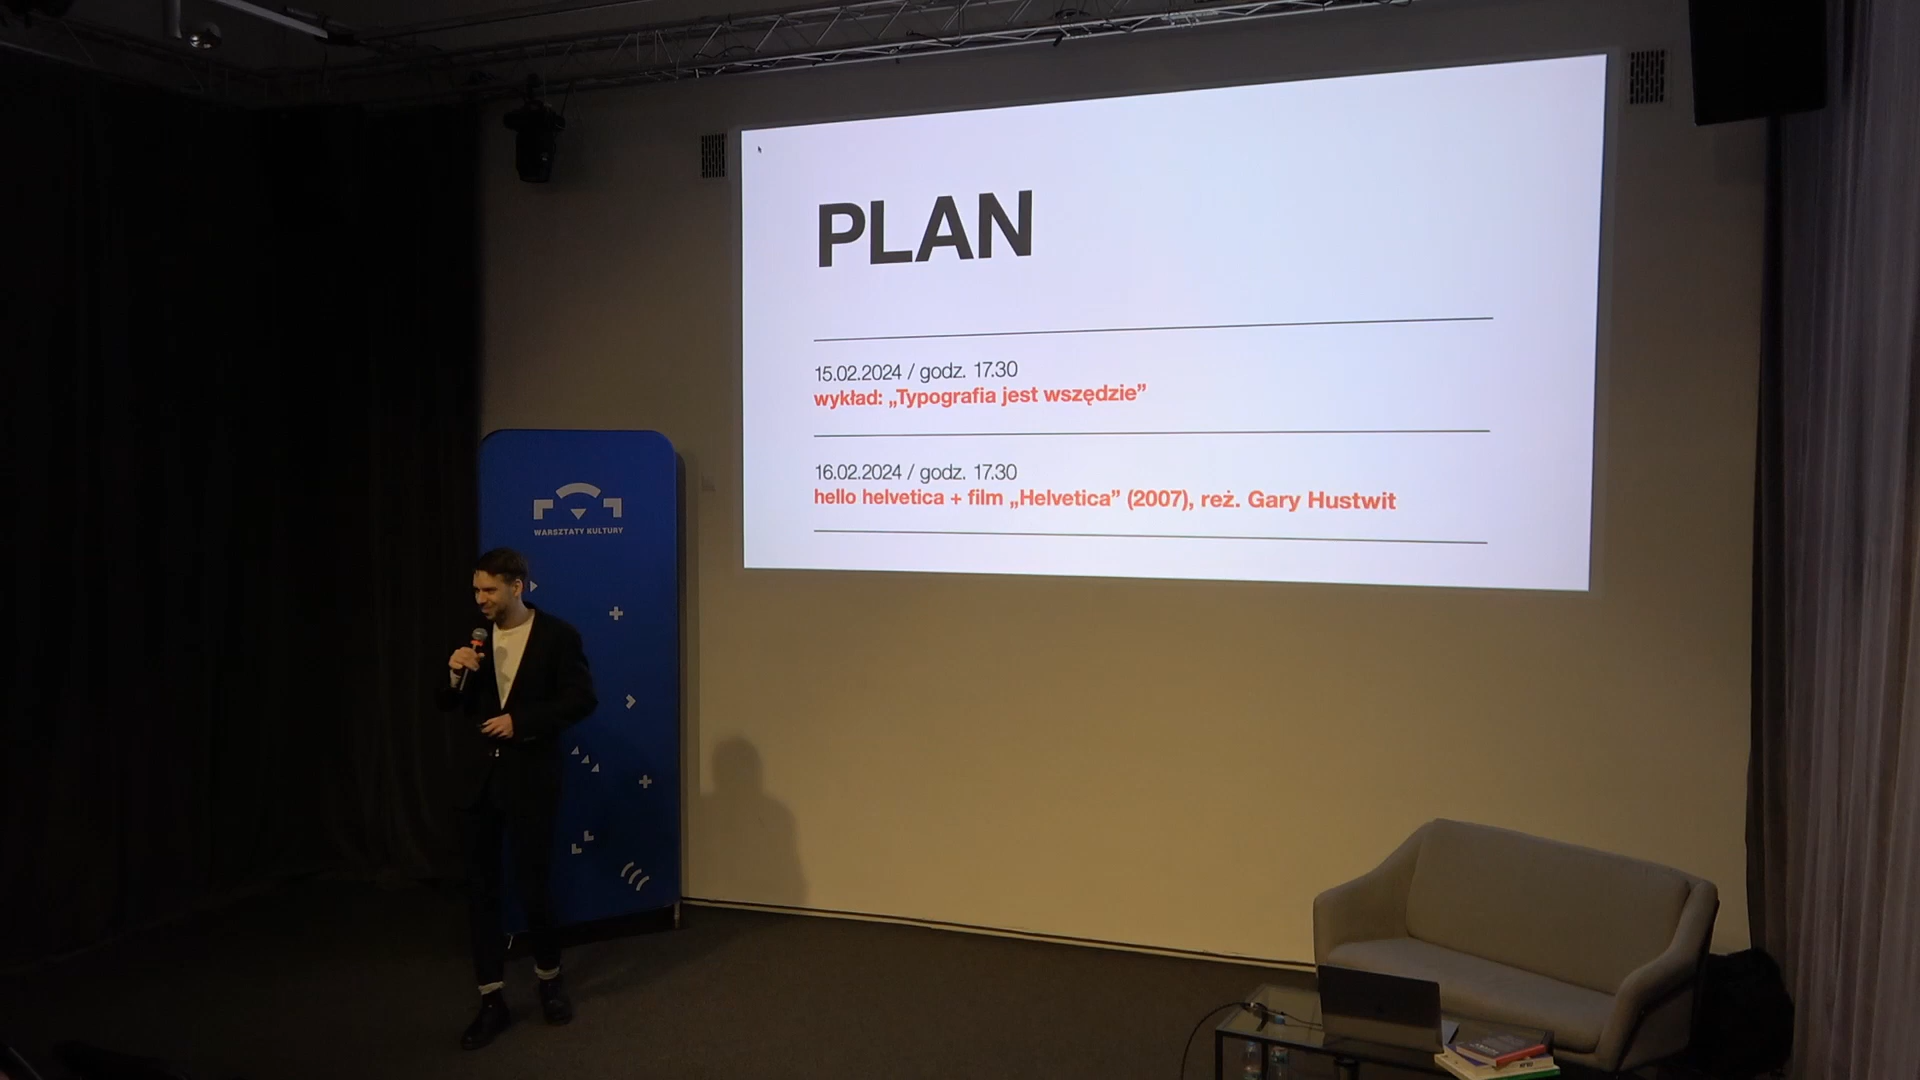 PLAN
15.02.2024 / godz. 17.30
wykład: „Typografia jest wszędzie”
16.02.2024 / godz. 17.30
hello helvetica + film „Helvetica” (2007), reż. Gary Hustwit
WARSZTATY KULTURY